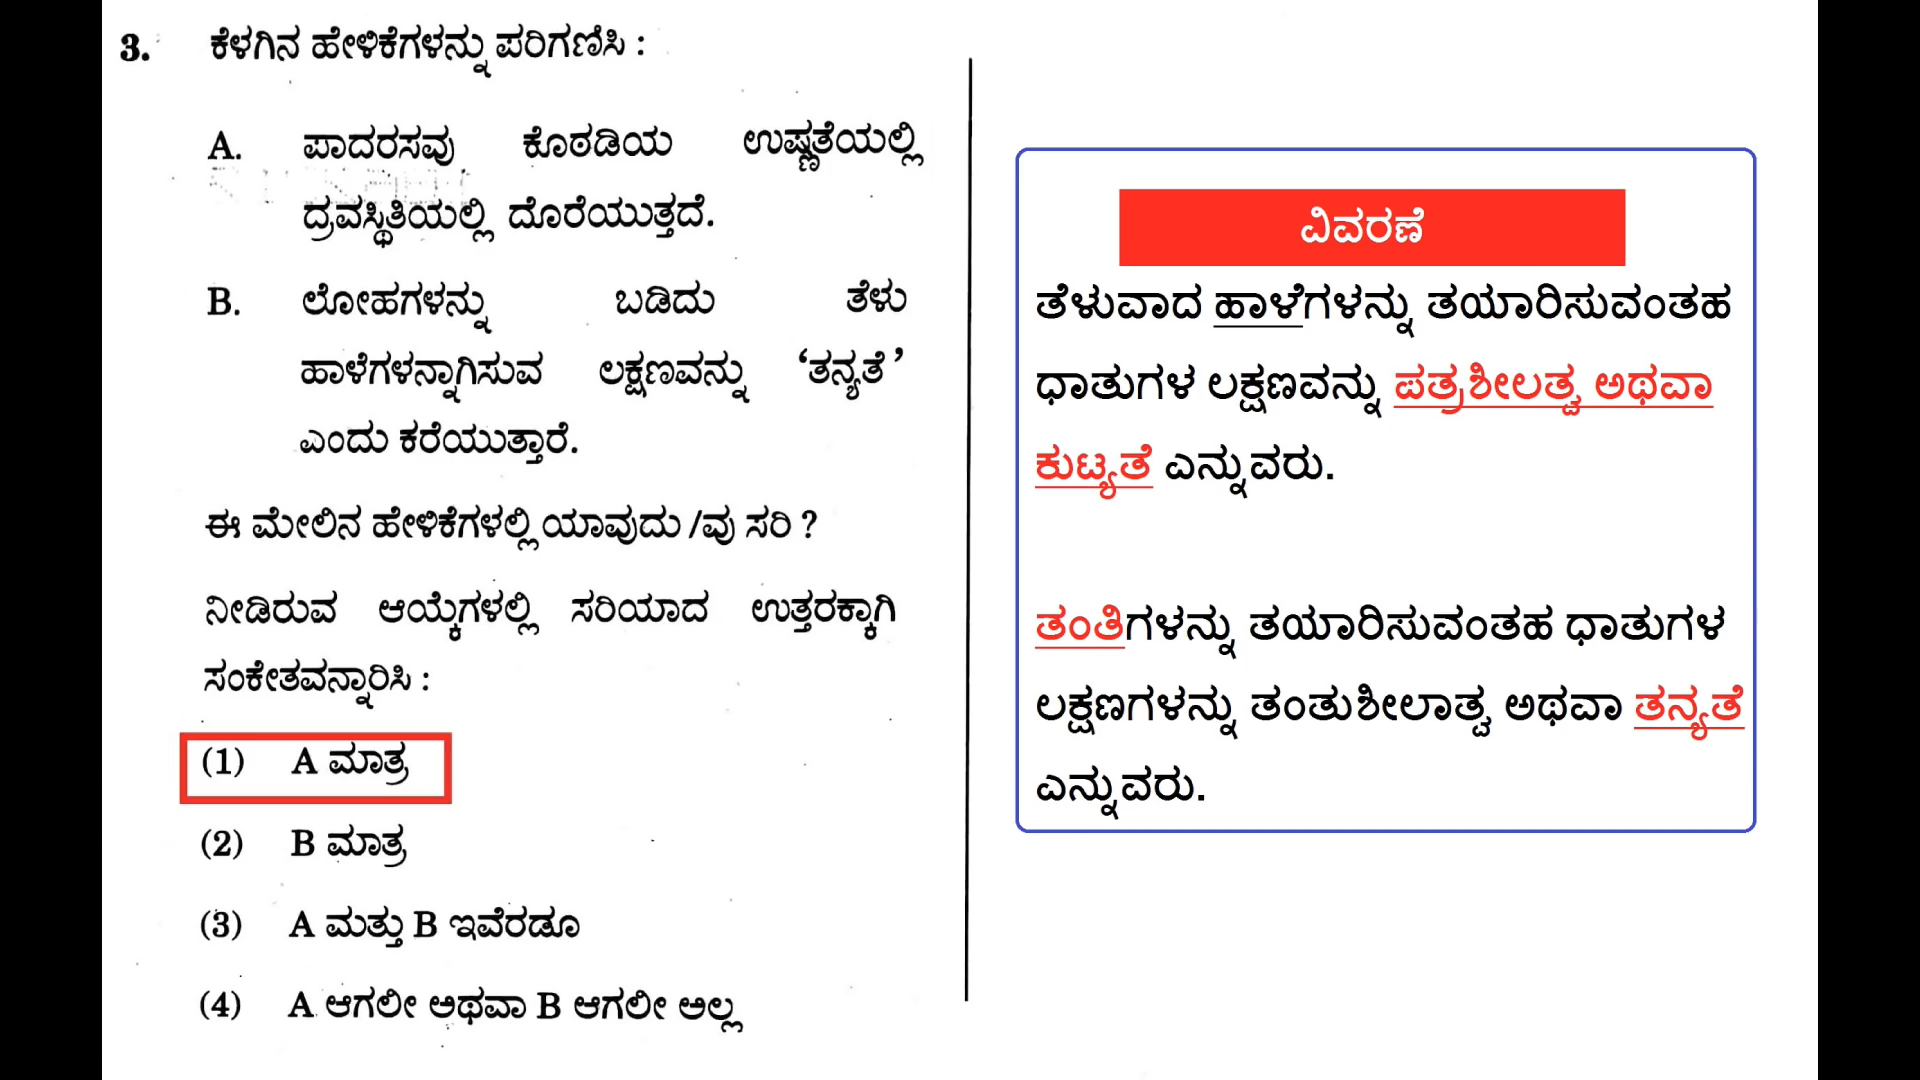 3. ಕೆಳಗಿನ ಹೇಳಿಕೆಗಳನ್ನು ಪರಿಗಣಿಸಿ :
A. ಪಾದರಸವು ಕೊಠಡಿಯ ಉಷ್ಣತೆಯಲ್ಲಿ
ದ್ರವಸ್ಥಿತಿಯಲ್ಲಿ ದೊರೆಯುತ್ತದೆ.
B. ಲೋಹಗಳನ್ನು ಬಡಿದು ತೆಳು
ಹಾಳೆಗಳನ್ನಾಗಿಸುವ ಲಕ್ಷಣವನ್ನು ‘ತನ್ಯತೆ’
ಎಂದು ಕರೆಯುತ್ತಾರೆ.
ಈ ಮೇಲಿನ ಹೇಳಿಕೆಗಳಲ್ಲಿ ಯಾವುದು /ವು ಸರಿ ?
ನೀಡಿರುವ ಆಯ್ಕೆಗಳಲ್ಲಿ ಸರಿಯಾದ ಉತ್ತರಕ್ಕಾಗಿ
ಸಂಕೇತವನ್ನಾರಿಸಿ :
(1) A ಮಾತ್ರ
(2) B ಮಾತ್ರ
(3) A ಮತ್ತು B ಇವೆರಡೂ
(4) A ಆಗಲೀ ಅಥವಾ B ಆಗಲೀ ಅಲ್ಲ
ವಿವರಣೆ
ತೆಳುವಾದ ಹಾಳೆಗಳನ್ನು ತಯಾರಿಸುವಂತಹ
ಧಾತುಗಳ ಲಕ್ಷಣವನ್ನು ಪತ್ರಶೀಲತ್ವ ಅಥವಾ
ಕುಟ್ಯತೆ ಎನ್ನುವರು.
ತಂತಿಗಳನ್ನು ತಯಾರಿಸುವಂತಹ ಧಾತುಗಳ
ಲಕ್ಷಣಗಳನ್ನು ತಂತುಶೀಲಾತ್ವ ಅಥವಾ ತನ್ಯತೆ
ಎನ್ನುವರು.